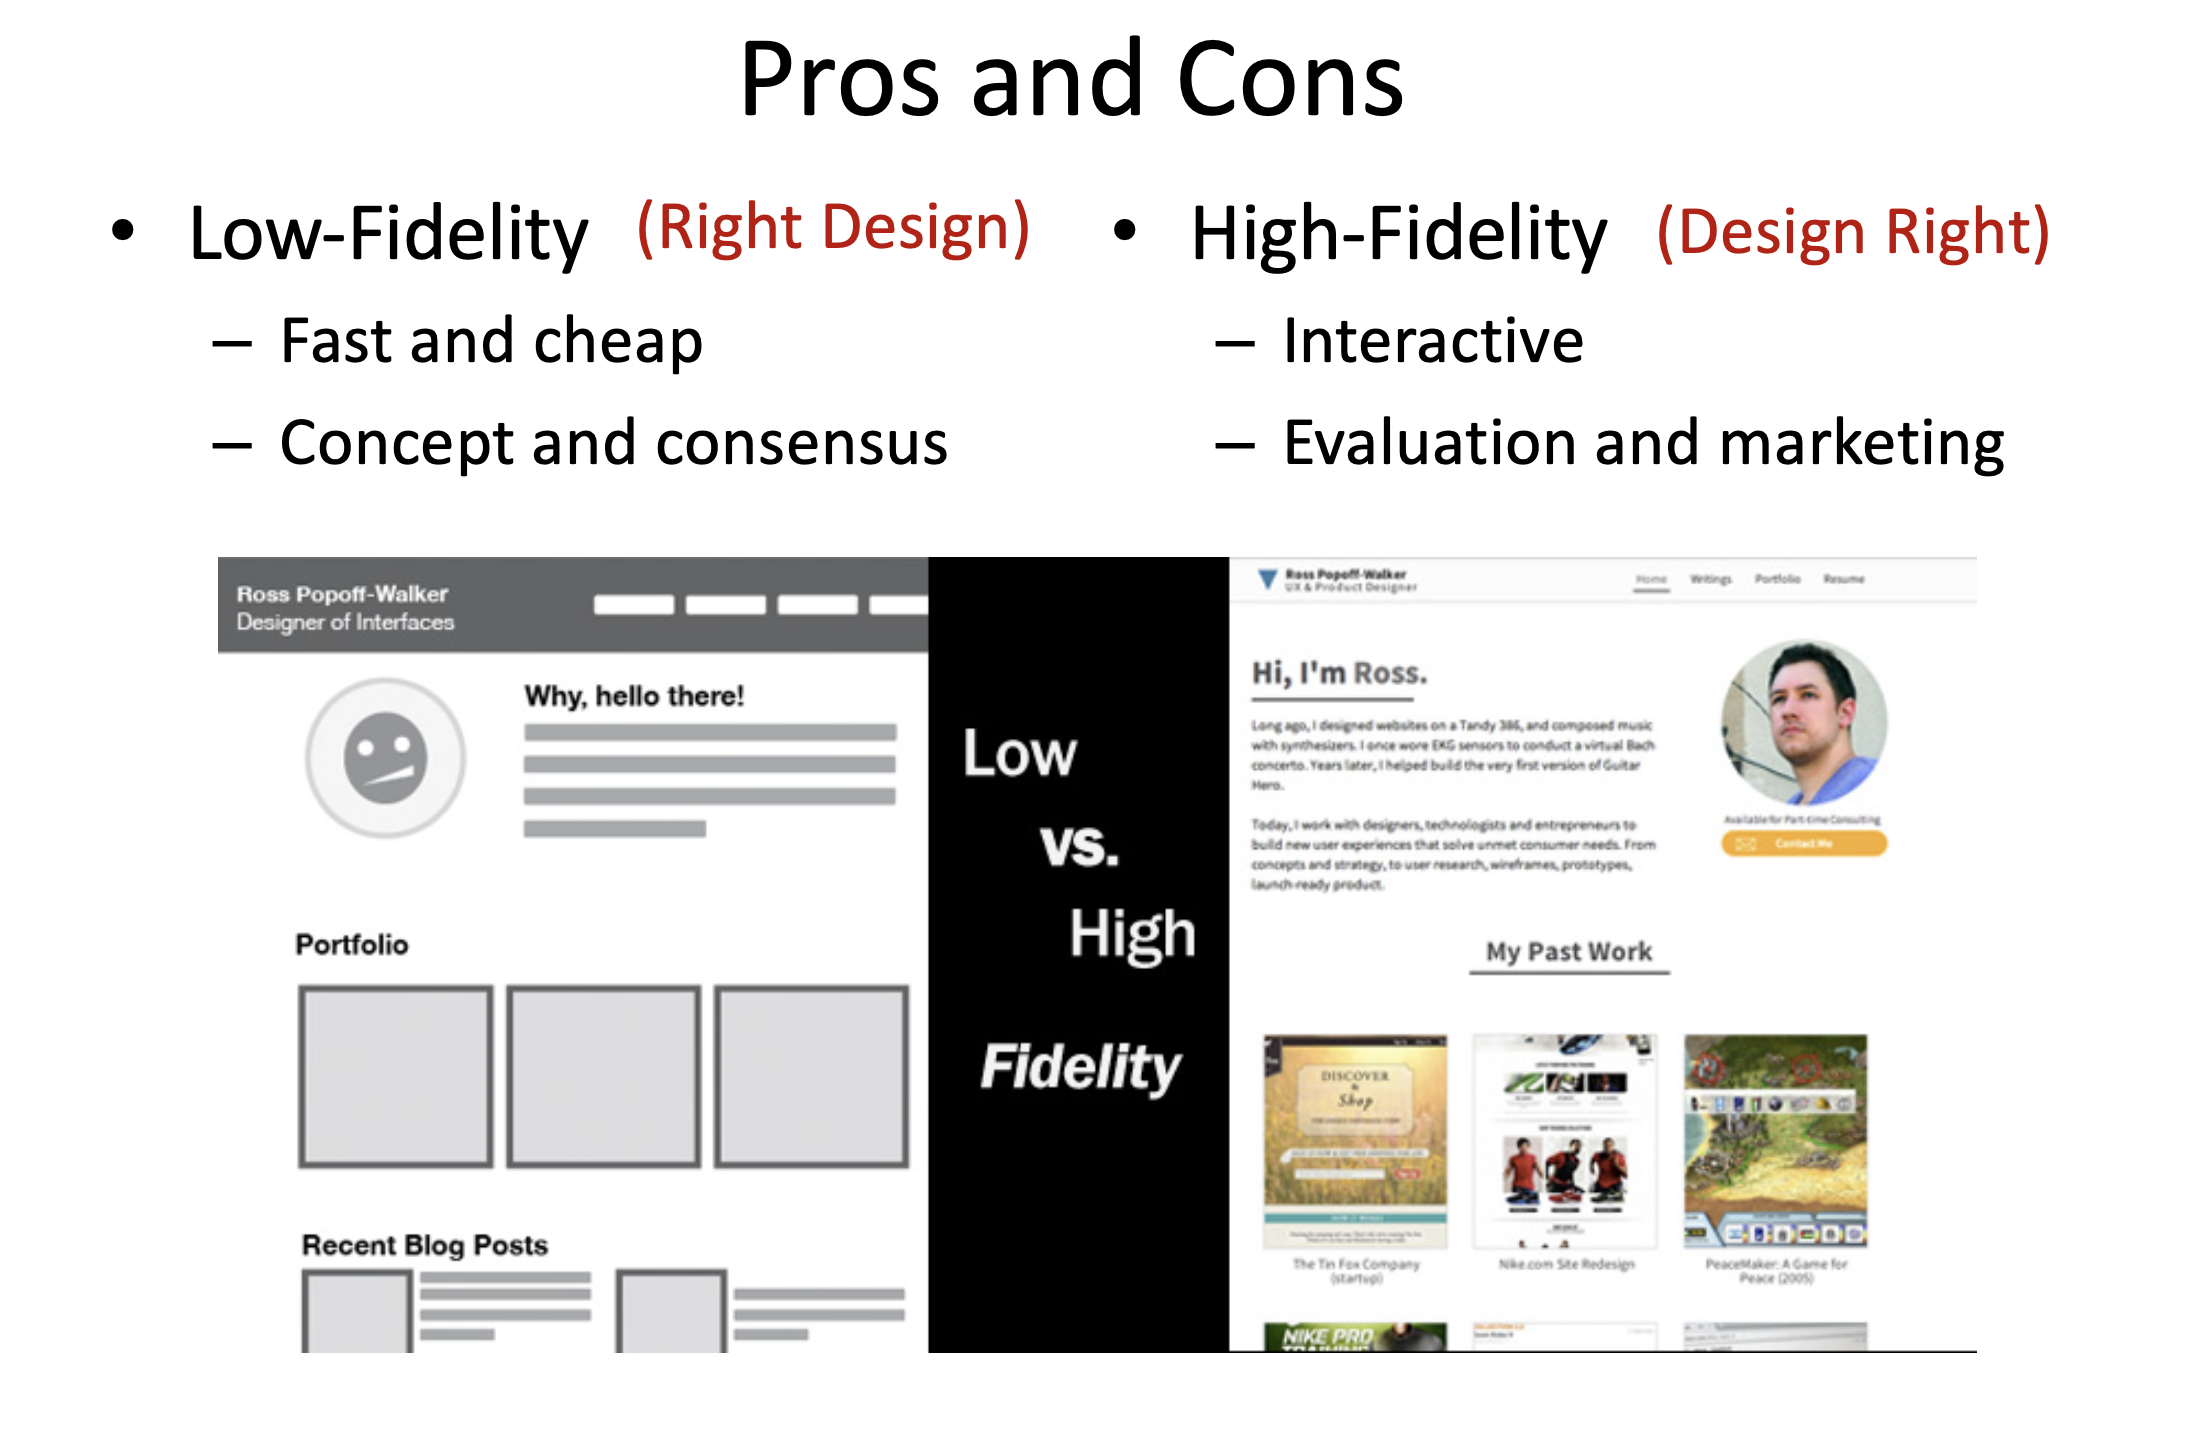 Pros and Cons
• Low-Fidelity (Right Design)
– Fast and cheap
– Concept and consensus
• High-Fidelity (Design Right)
– Interactive
– Evaluation and marketing
Ross Popoff-Walker
Designer of Interfaces
Why, hello there!
Portfolio
Recent Blog Posts
Low
vs.
High
Fidelity
Ross Popoff-Walker
UX & Product Designer
Home Writings Portfolio Resume
Hi, I'm Ross.
Long ago, I designed websites on a Tandy 386, and composed music
with synthesizers. I once wore EKG sensors to conduct a virtual Bach
concerto. Years later, I helped build the very first version of Guitar
Hero.
Today, I work with designers, technologists and entrepreneurs to
build new user experiences that solve unmet consumer needs. From
concepts and strategy, to user research, wireframes, prototypes,
launch-ready product.
Available for Part-time Consulting
Contact Me
My Past Work
DISCOVER
&
Shop
The Tin Fox Company
(startup)
Nike.com Site Redesign
PeaceMaker: A Game for
Peace (2005)
NIKE PRO
TRAINING